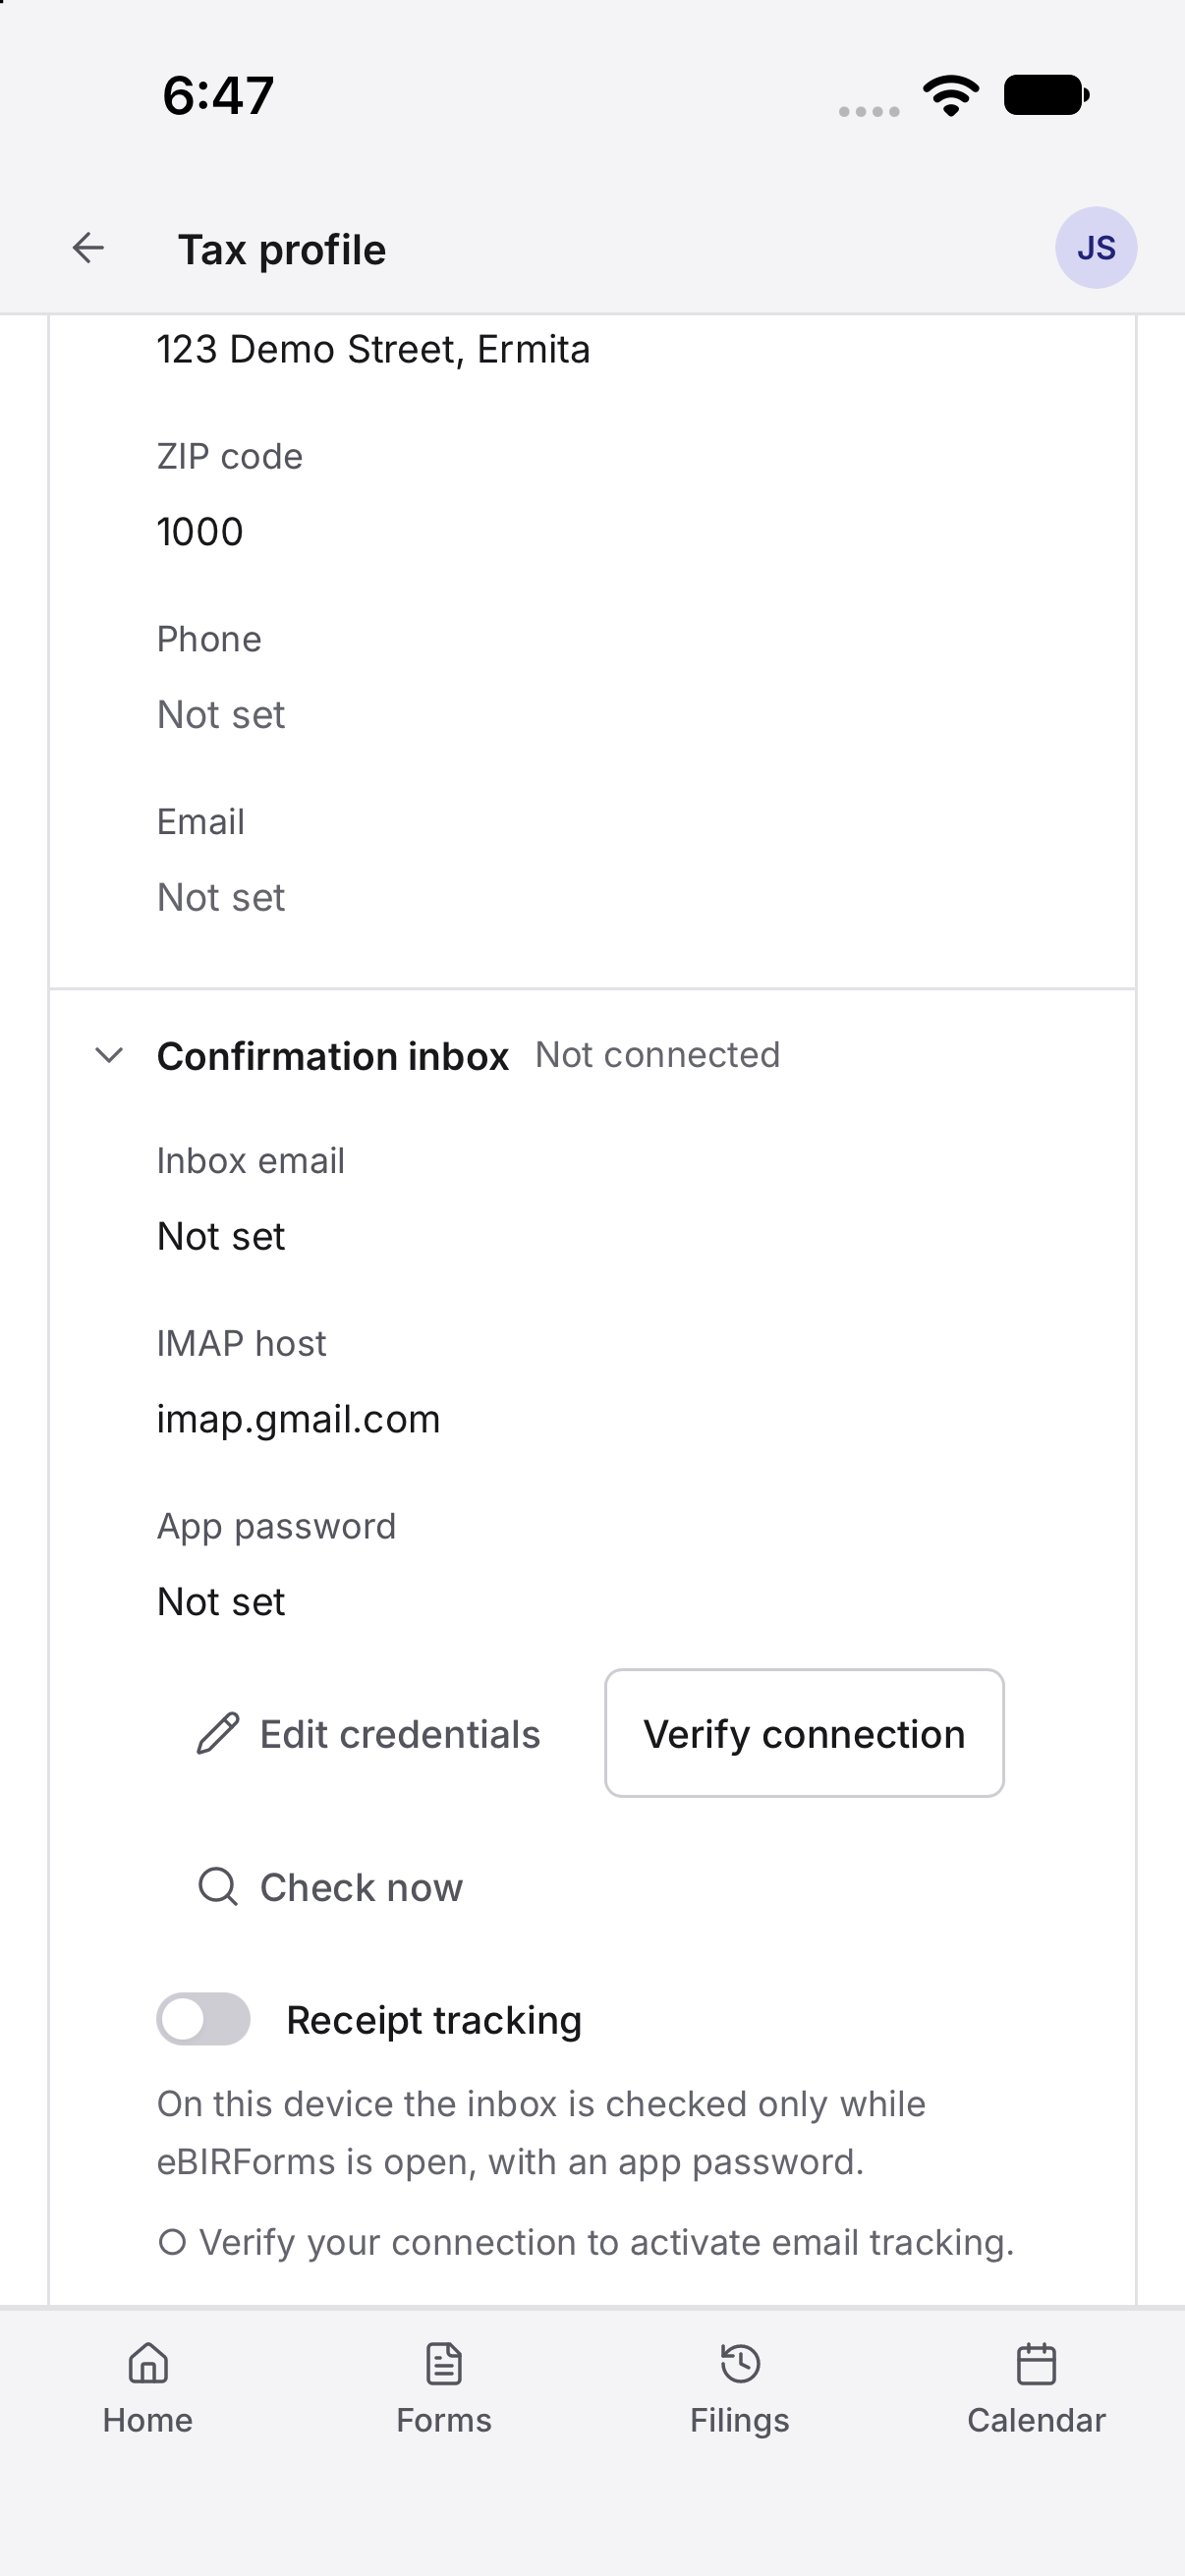 6:47
Tax profile
JS
123 Demo Street, Ermita
ZIP code
1000
Phone
Not set
Email
Not set
Confirmation inbox Not connected
Inbox email
Not set
IMAP host
imap.gmail.com
App password
Not set
Edit credentials
Verify connection
Check now
Receipt tracking
On this device the inbox is checked only while
eBIRForms is open, with an app password.
Verify your connection to activate email tracking.
Home
Forms
Filings
Calendar